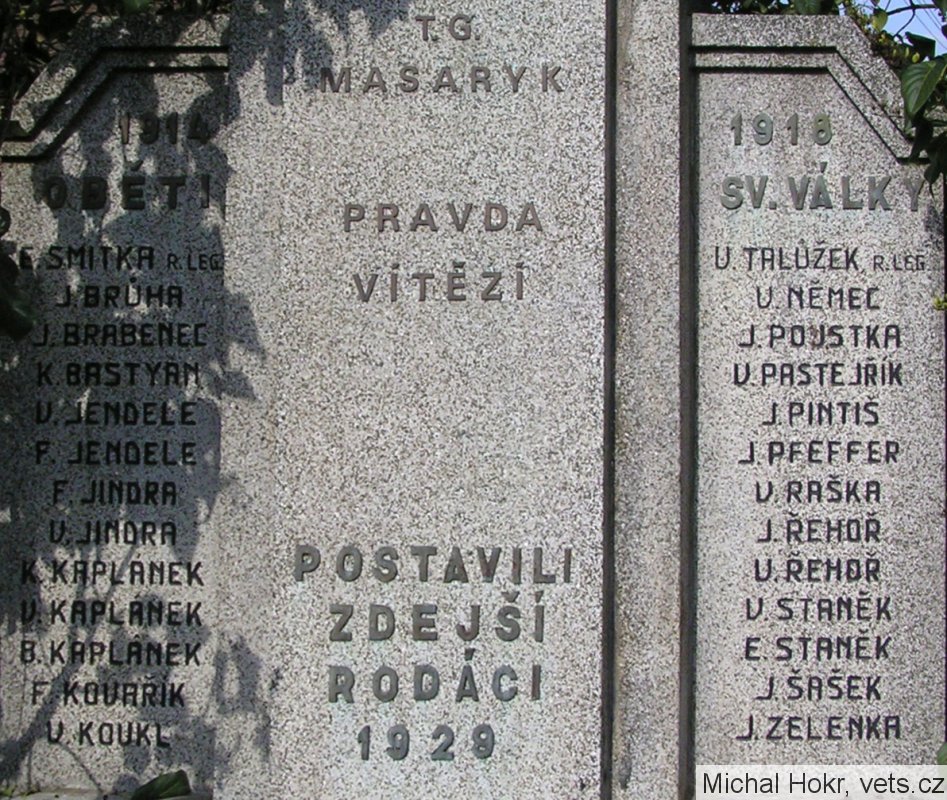 T.G.
MASARYK
PRAVDA
VÍTĚZÍ
POSTAVILI
ZDEJŠÍ
RODÁCI
1929
1914
OBĚTI
E. SMITKA R. LEG.
J. BRŮHA
J. BRABENEC
K. BASTYÁN
V. JENDELE
F. JENDELE
F. JINDRA
V. JINDRA
K. KAPLÁNEK
V. KAPLÁNEK
B. KAPLÁNEK
F. KOVAŘÍK
V. KOUKL
1918
SV. VÁLKY
V. TALŮŽEK R. LEG.
V. NĚMEC
J. POJSTKA
V. PASTEJŘÍK
J. PINTIŠ
J. PFEFFER
V. RAŠKA
J. ŘEHOŘ
V. ŘEHOŘ
V. STANĚK
E. STANĚK
J. ŠAŠEK
J. ZELENKA
Michal Hokr, vets.cz